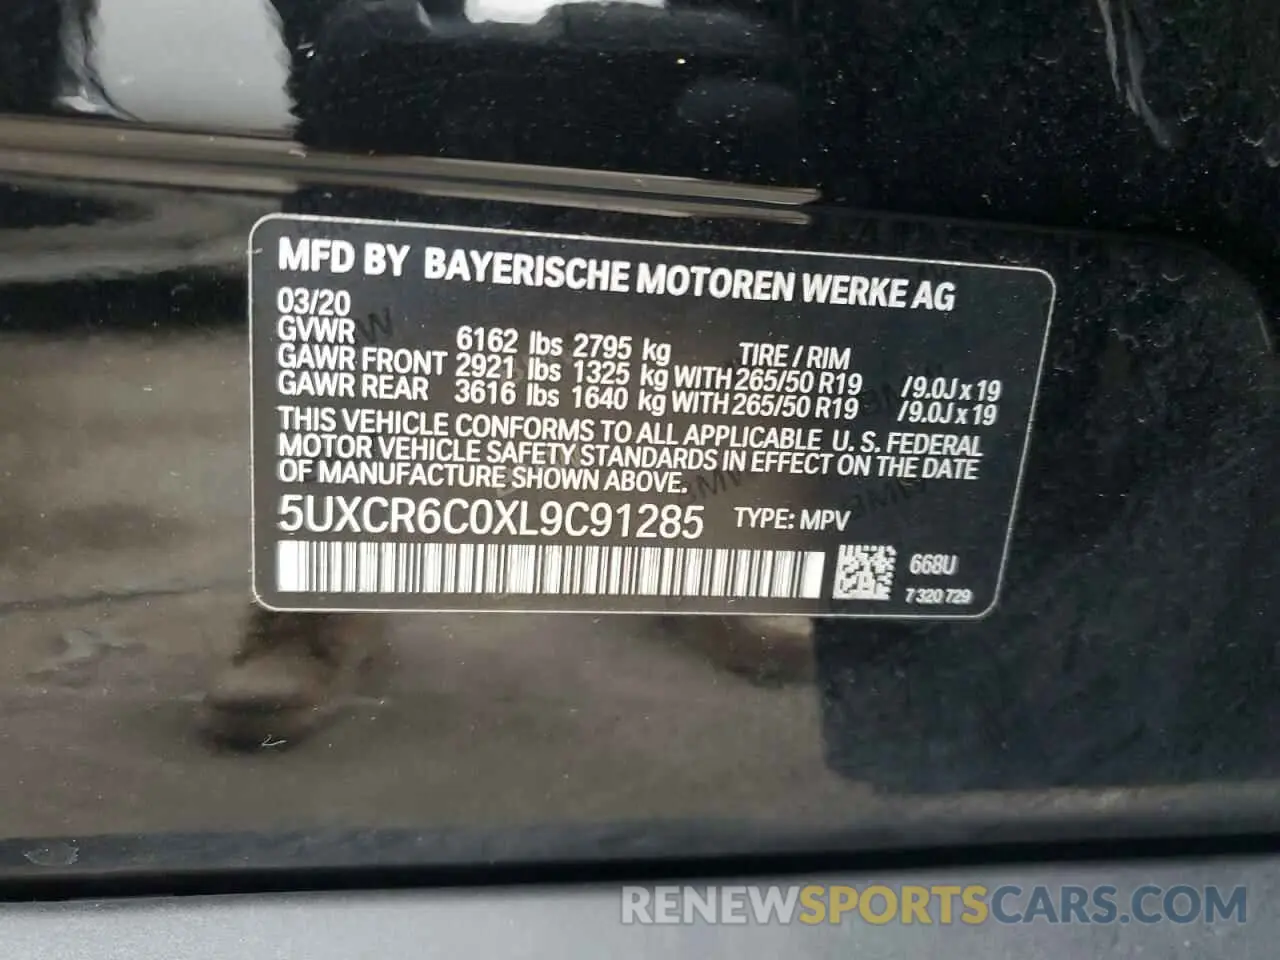 MFD BY BAYERISCHE MOTOREN WERKE AG
03/20
GVWR 6162 lbs 2795 kg TIRE / RIM
GAWR FRONT 2921 lbs 1325 kg WITH 265/50 R19 /9.0J x 19
GAWR REAR 3616 lbs 1640 kg WITH 265/50 R19 /9.0J x 19
THIS VEHICLE CONFORMS TO ALL APPLICABLE U. S. FEDERAL
MOTOR VEHICLE SAFETY STANDARDS IN EFFECT ON THE DATE
OF MANUFACTURE SHOWN ABOVE.
5UXCR6C0XL9C91285 TYPE: MPV
668U
7 320 729
RENEWSPORTSCARS.COM